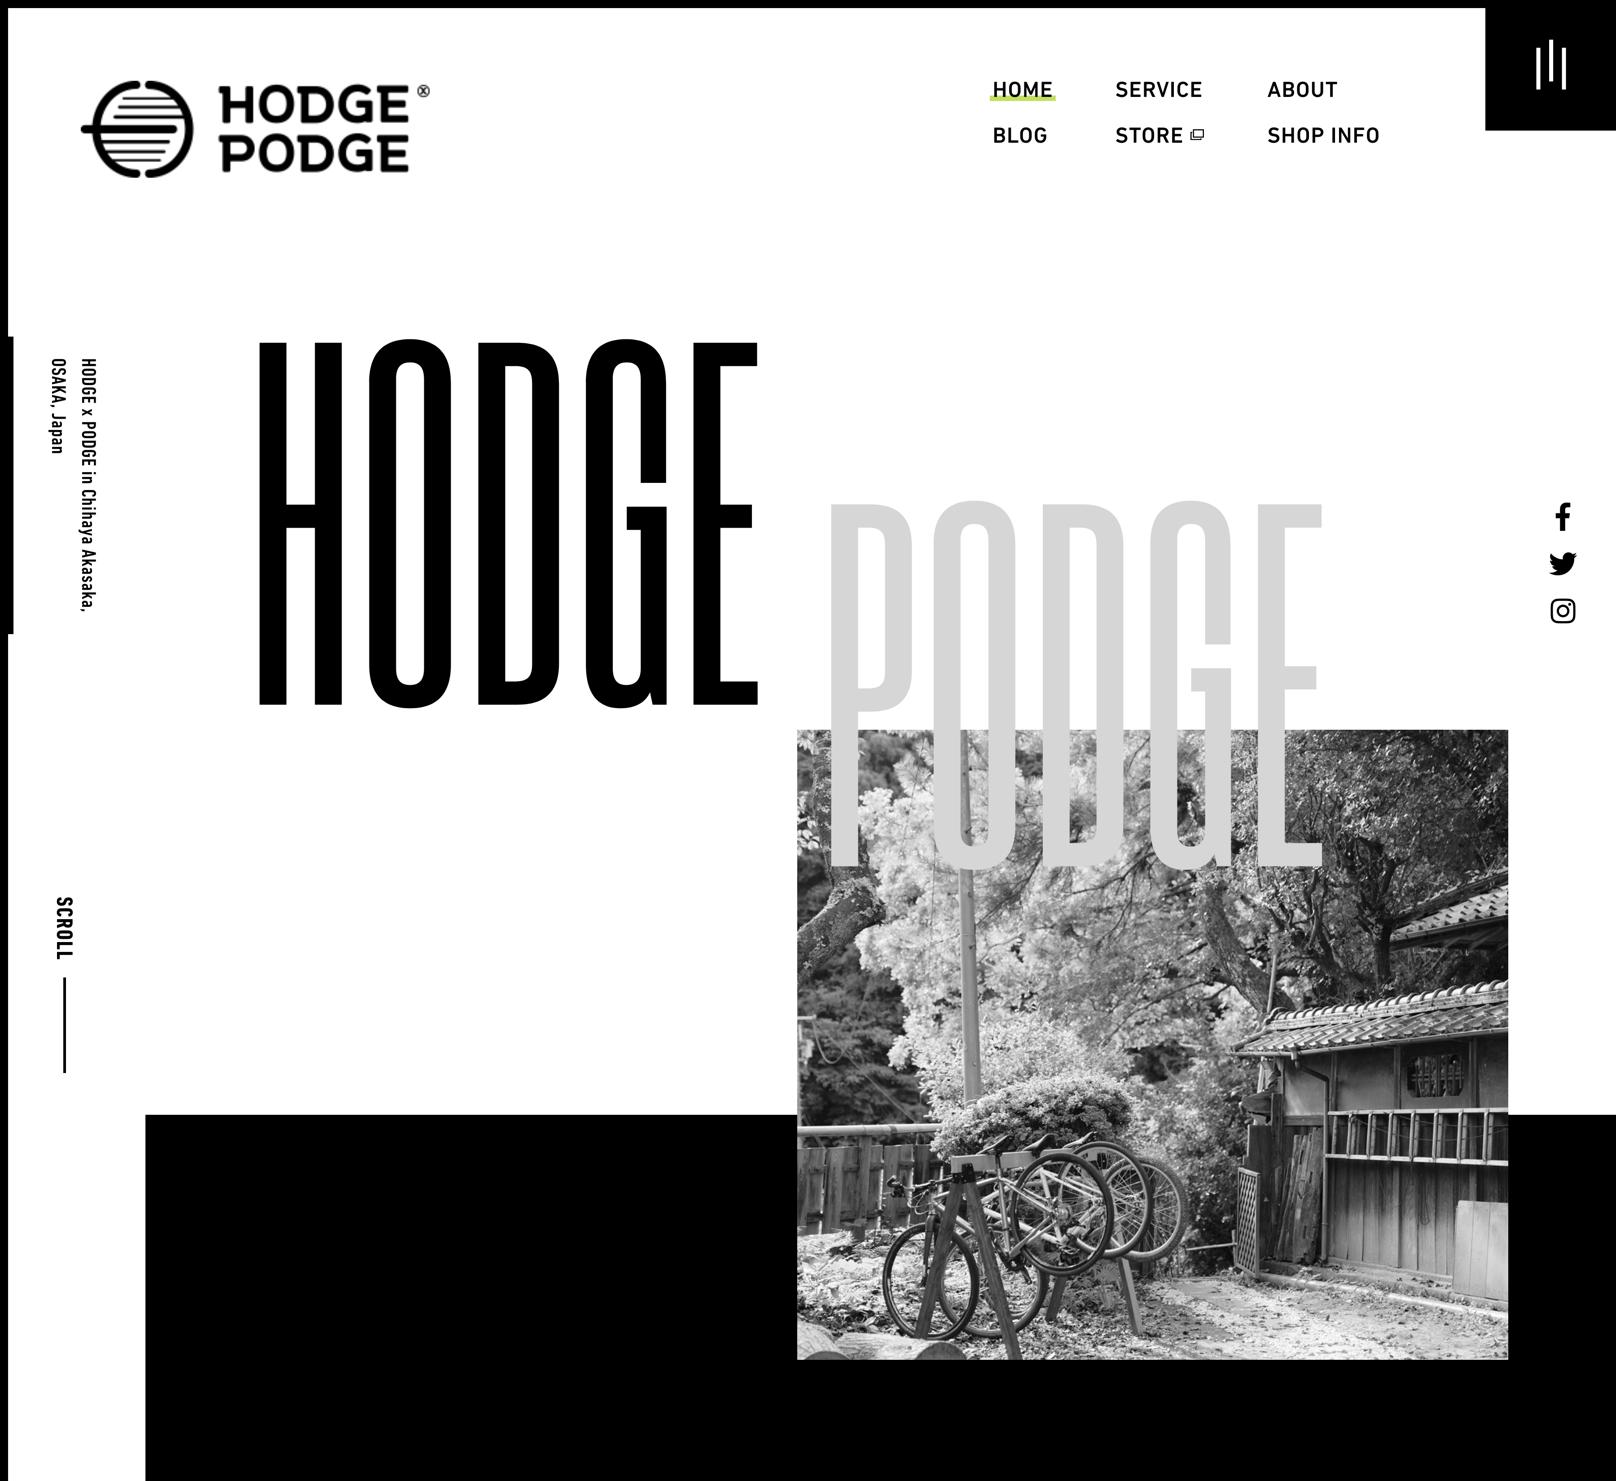 HODGE
PODGE
HOME
SERVICE
ABOUT
BLOG
STORE
SHOP INFO
HODGE x PODGE in Chihaya Akasaka,
OSAKA, Japan
HODGE
PODGE
SCROLL